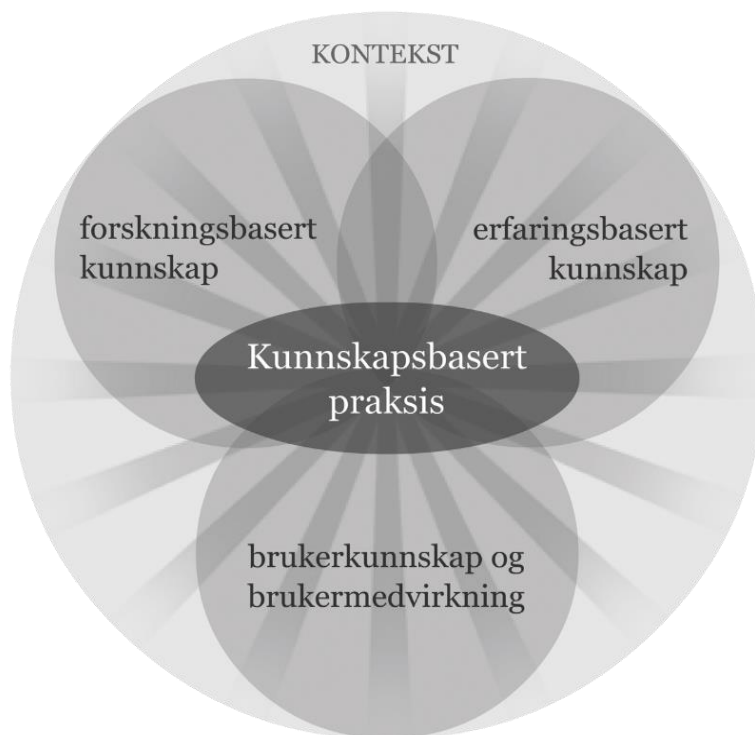 KONTEKST
forskningsbasert
kunnskap
erfaringsbasert
kunnskap
Kunnskapsbasert
praksis
brukerkunnskap og
brukermedvirkning